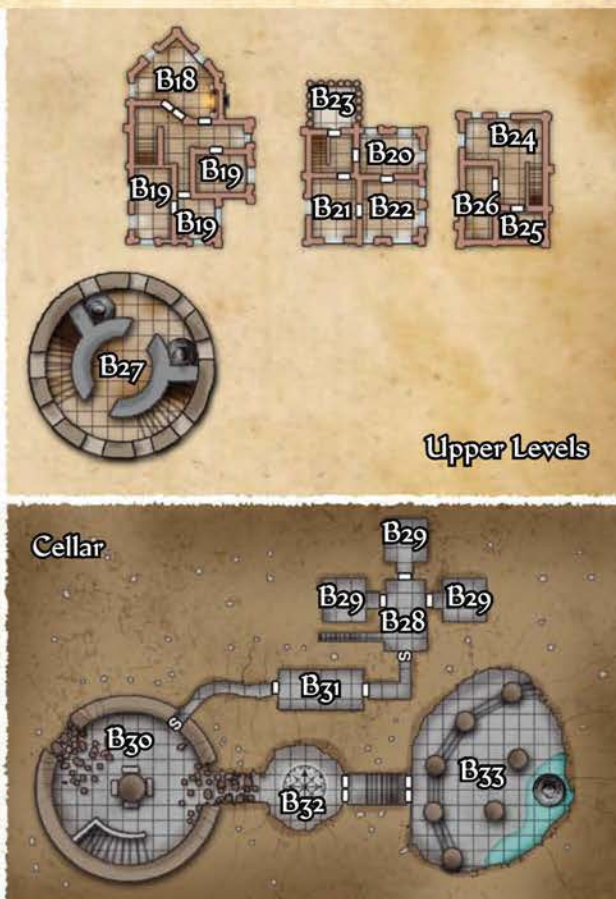 B18
B19
B19
B19
B23
B20
B21
B22
B24
B26
B25
B27
Upper Levels
Cellar
B29
B29
B28
B29
S
B31
S
B30
B32
B33